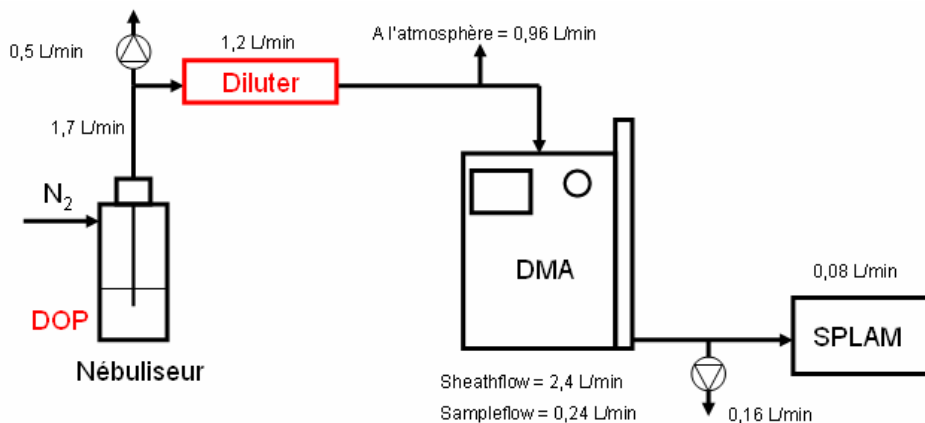 0,5 L/min
1,2 L/min
A l'atmosphère = 0,96 L/min
Diluter
1,7 L/min
N2
DMA
0,08 L/min
DOP
SPLAM
Nébuliseur
Sheathflow = 2,4 L/min
Sampleflow = 0,24 L/min
0,16 L/min